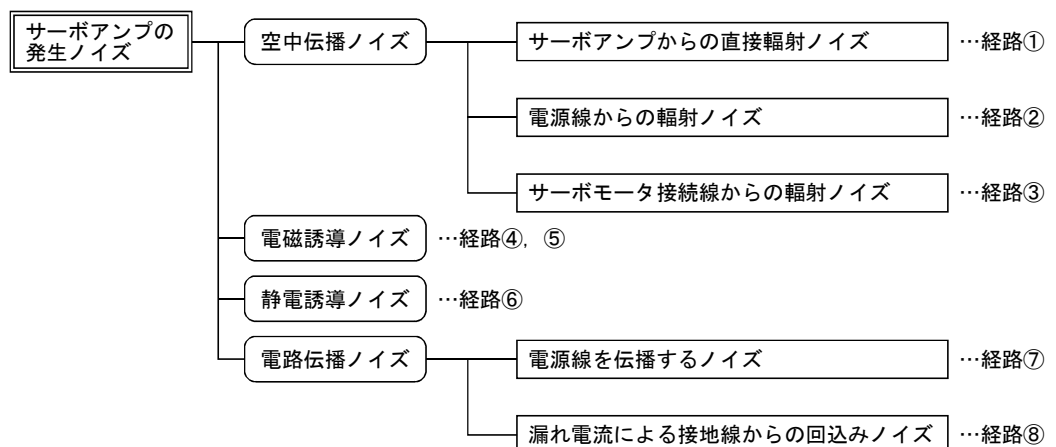 サーボアンプの
発生ノイズ
空中伝播ノイズ
サーボアンプからの直接輻射ノイズ
…経路①
電源線からの輻射ノイズ
…経路②
サーボモータ接続線からの輻射ノイズ
…経路③
電磁誘導ノイズ
…経路④，⑤
静電誘導ノイズ
…経路⑥
電路伝播ノイズ
電源線を伝播するノイズ
…経路⑦
漏れ電流による接地線からの回込みノイズ
…経路⑧